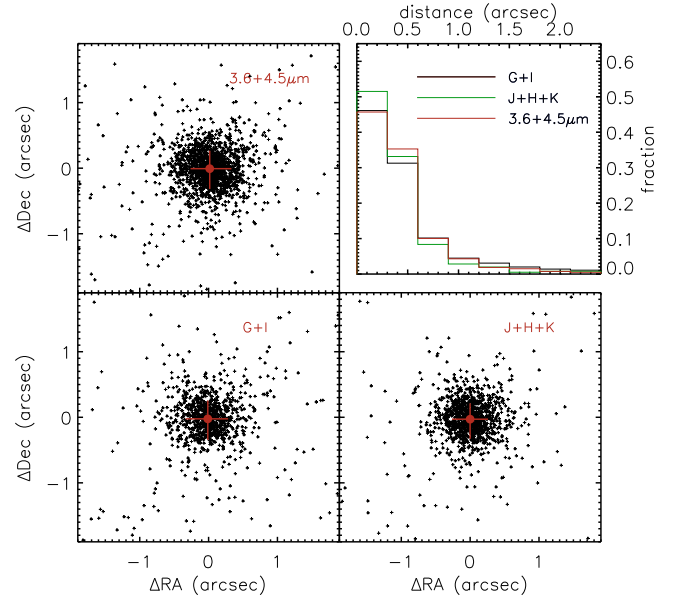 distance (arcsec)
0.0 0.5 1.0 1.5 2.0
3.6+4.5μm
1
0
−1
ΔDec (arcsec)
G+I
J+H+K
3.6+4.5μm
0.6
0.5
0.4
0.3
0.2
0.1
0.0
fraction
G+I
J+H+K
1
0
−1
ΔDec (arcsec)
−1 0 1
−1 0 1
ΔRA (arcsec)
ΔRA (arcsec)